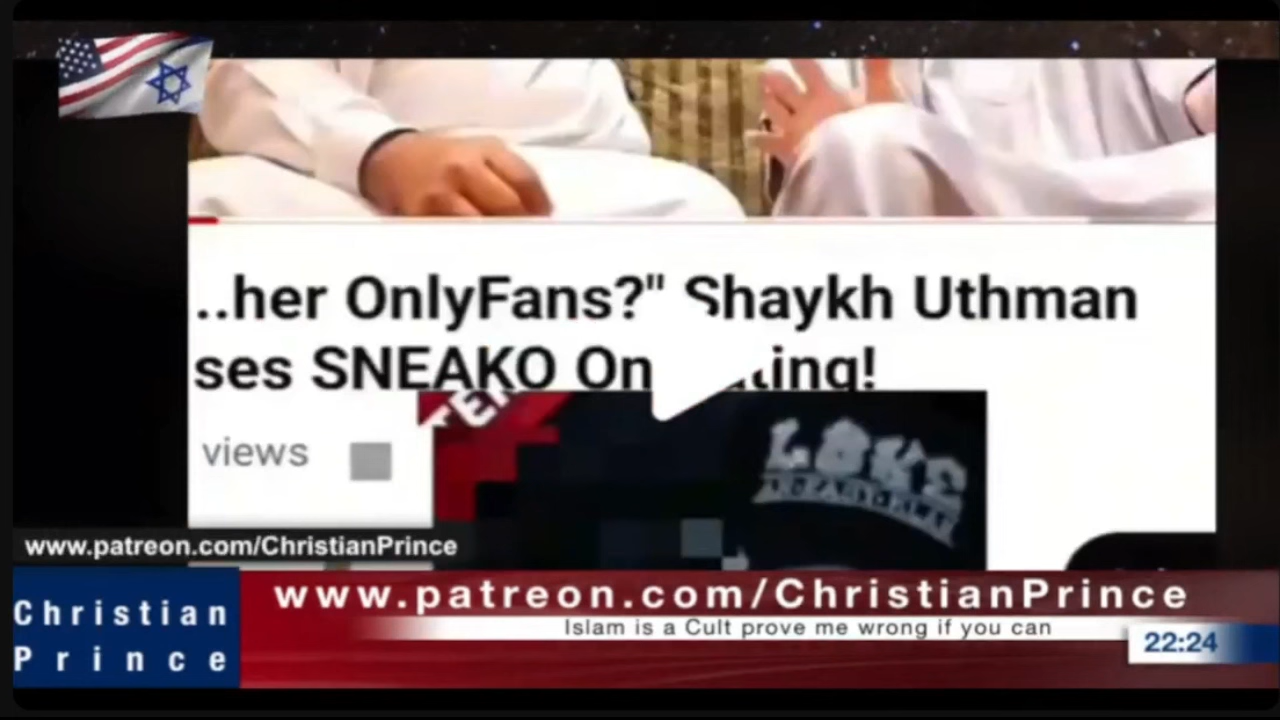 ..her OnlyFans?" Shaykh Uthman
ses SNEAKO On ting!
views
www.patreon.com/ChristianPrince
Christian
Prince
www.patreon.com/ChristianPrince
Islam is a Cult prove me wrong if you can
22:24